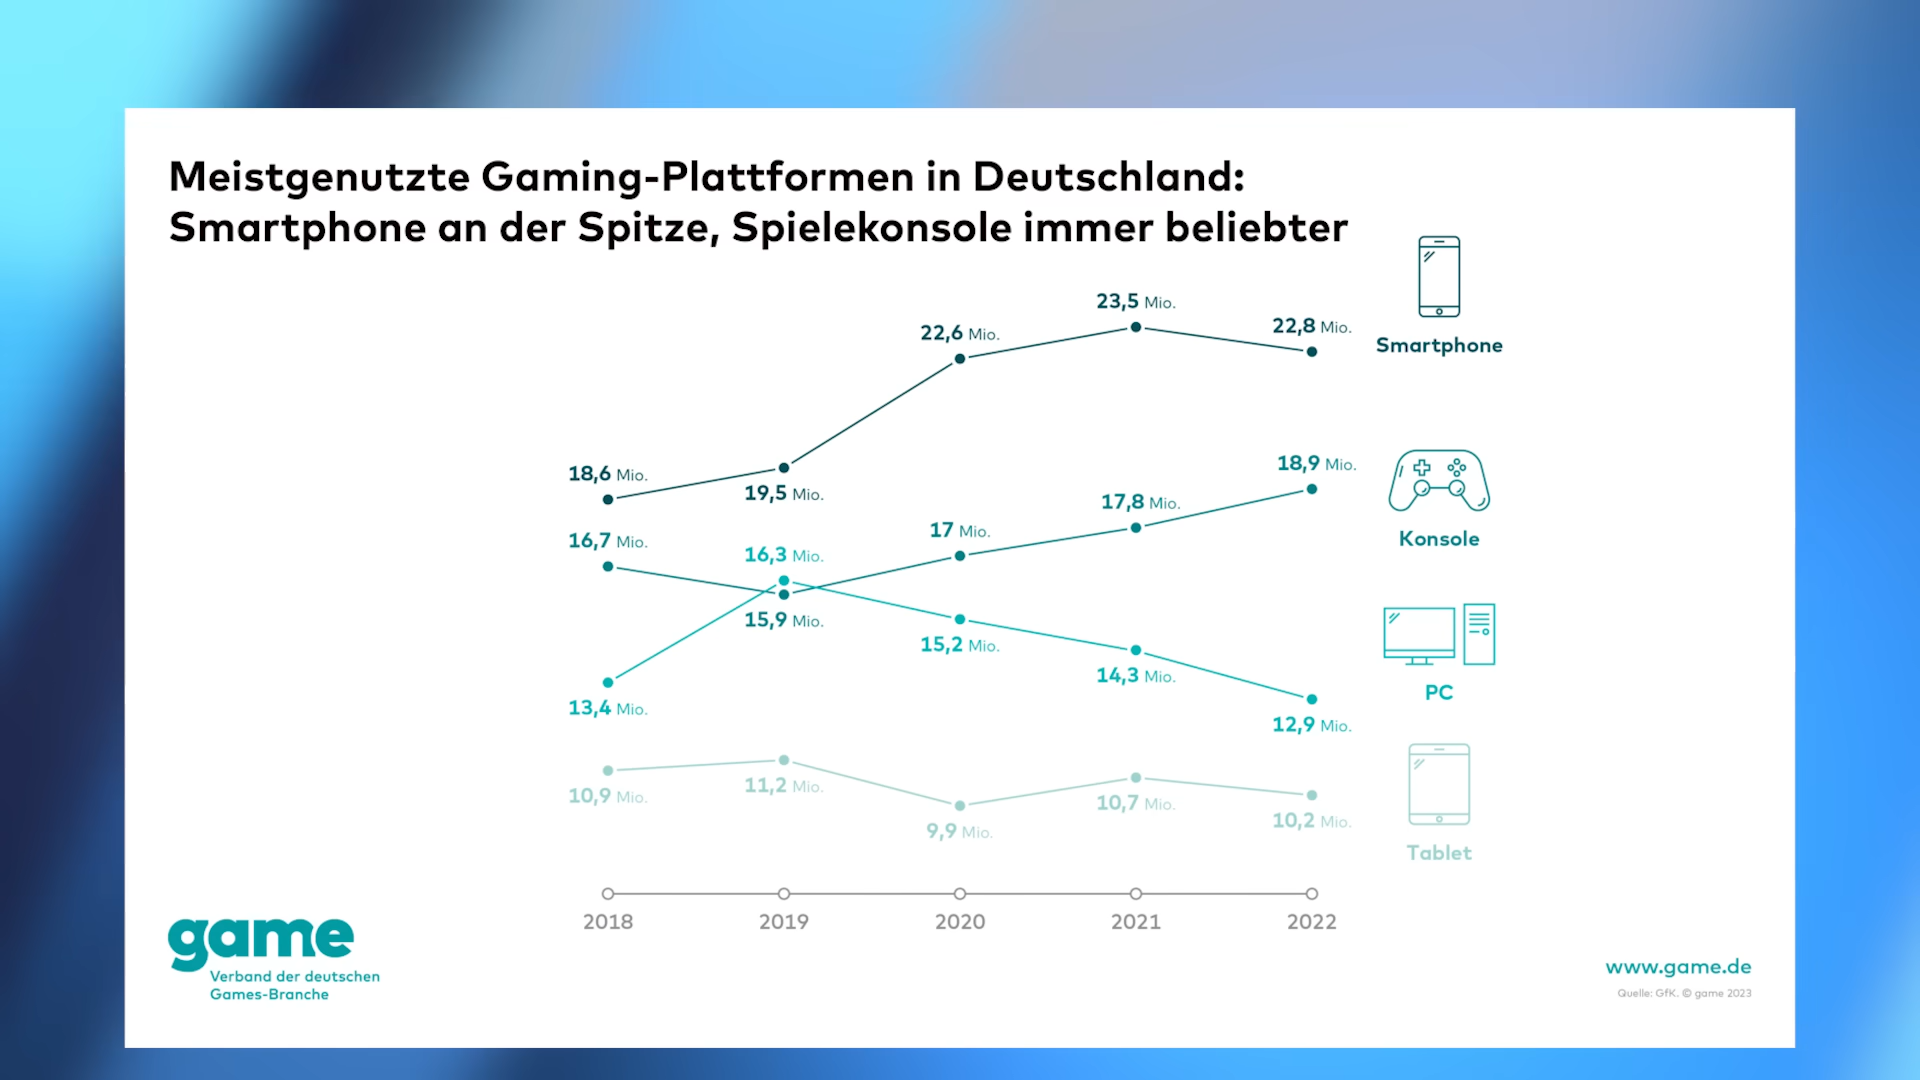 Meistgenutzte Gaming-Plattformen in Deutschland:
Smartphone an der Spitze, Spielekonsole immer beliebter
23,5 Mio.
22,6 Mio.
22,8 Mio.
Smartphone
18,6 Mio.
19,5 Mio.
18,9 Mio.
17,8 Mio.
17 Mio.
16,7 Mio.
Konsole
16,3 Mio.
15,9 Mio.
15,2 Mio.
14,3 Mio.
PC
13,4 Mio.
12,9 Mio.
10,9 Mio.
11,2 Mio.
9,9 Mio.
10,7 Mio.
10,2 Mio.
Tablet
2018 2019 2020 2021 2022
game
Verband der deutschen
Games-Branche
www.game.de
Quelle: GfK. © game 2023